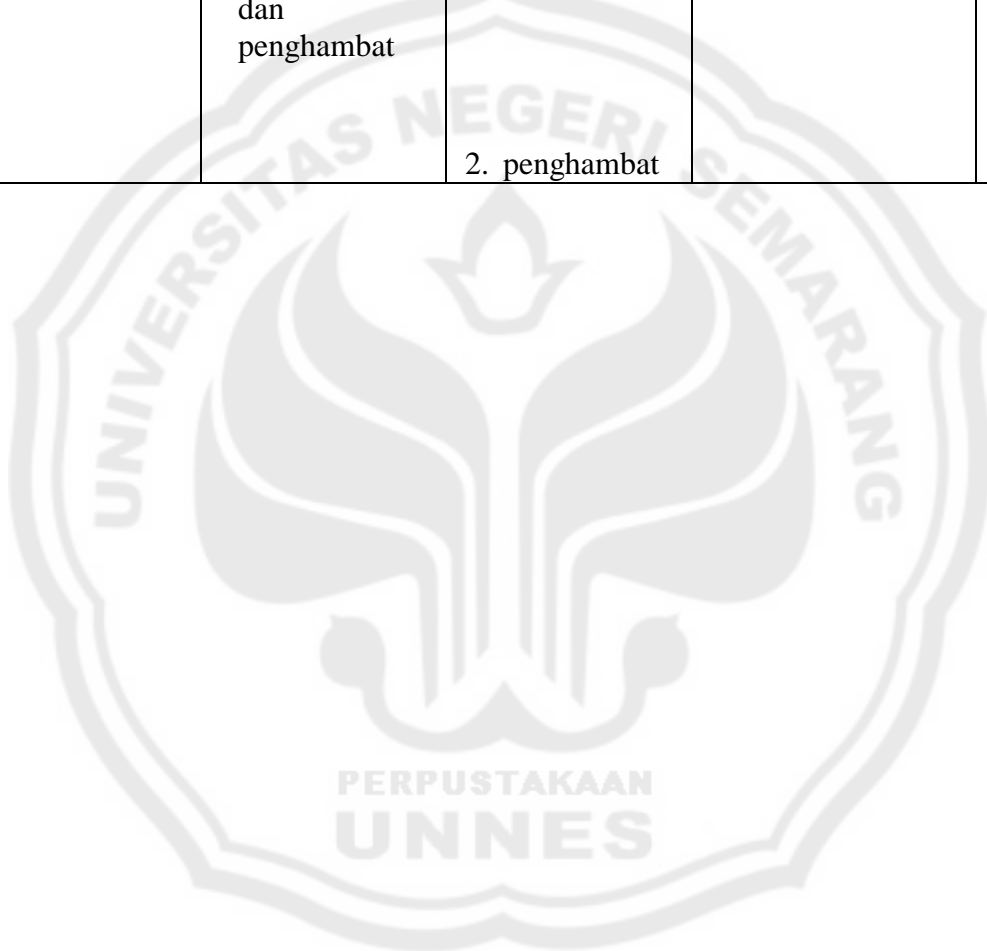 dan
penghambat
2. penghambat
UNIVERSITAS NEGERI SEMARANG
PERPUSTAKAAN
UNNES